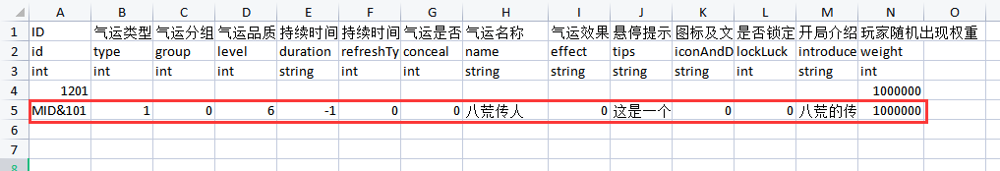 A B C D E F G H I J K L M N O
1 ID 气运类型 气运分组 气运品质 持续时间 持续时间 气运是否 气运名称 气运效果 悬停提示 图标及文 是否锁定 开局介绍 玩家随机出现权重
2 id type group level duration refreshTy conceal name effect tips iconAndD lockLuck introduce weight
3 int int int int string int int string string string string int string int
4 1201 1000000
5 MID&101 1 0 6 -1 0 0 八荒传人 0 这是一个 0 0 八荒的传 1000000
6
7
8